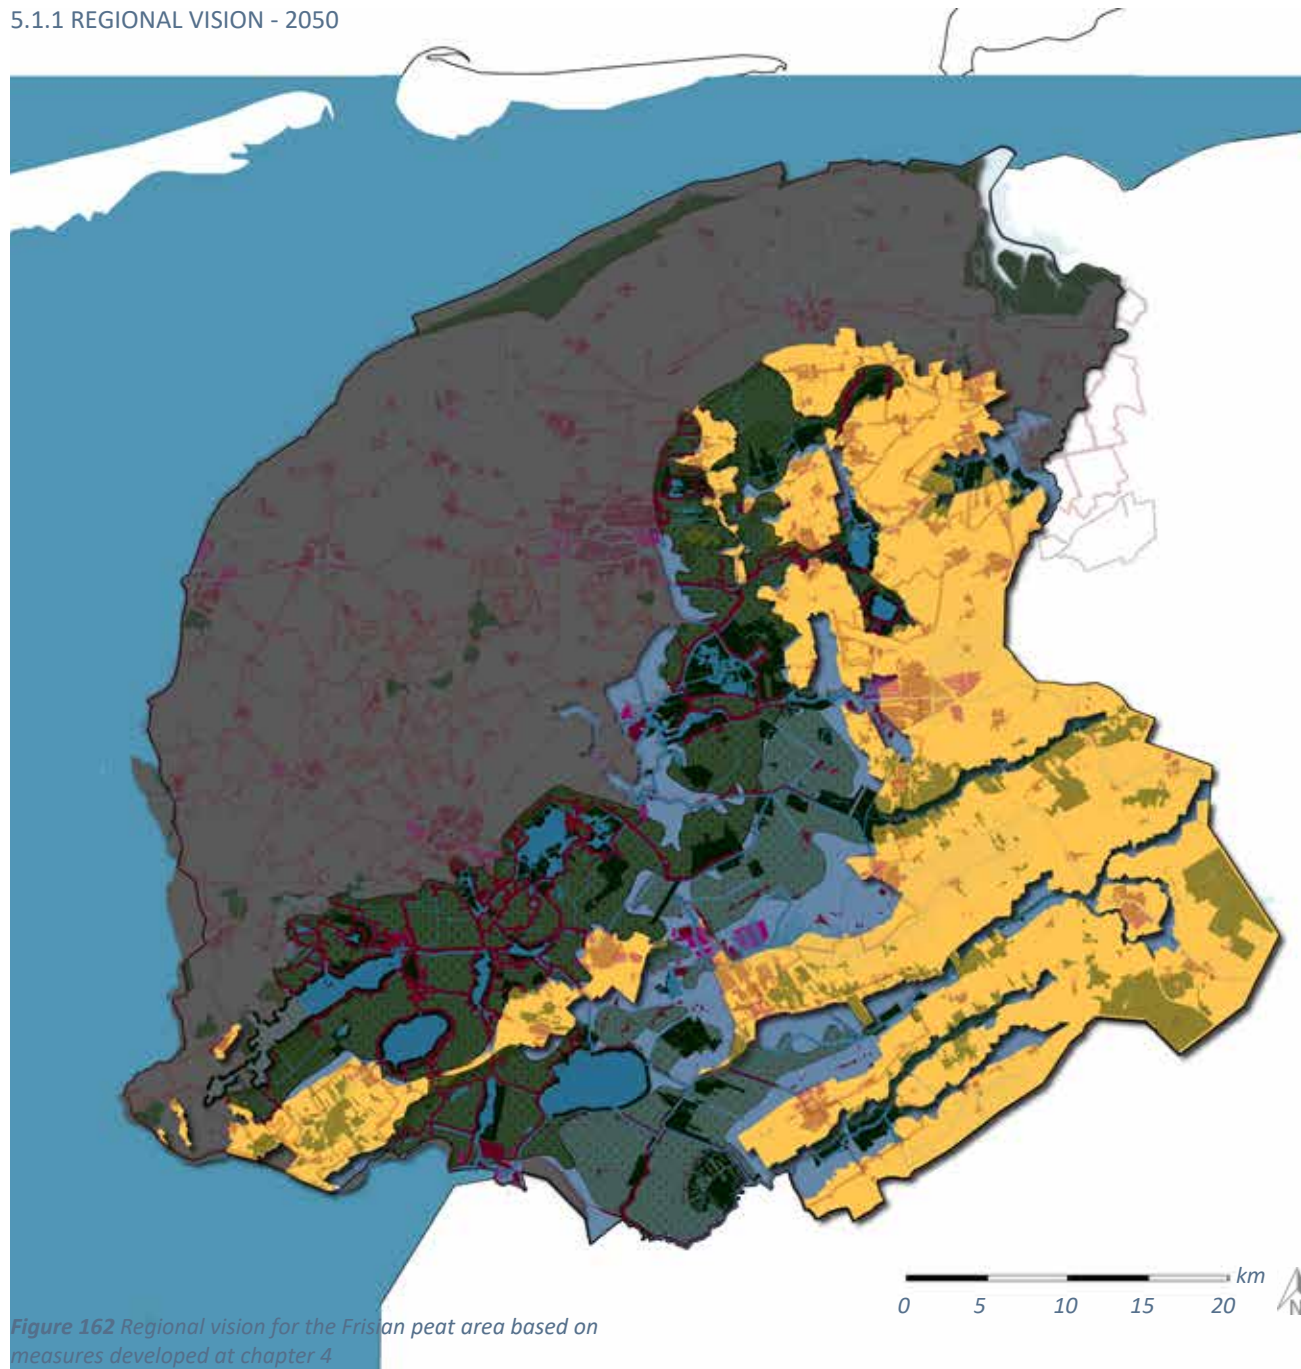 5.1.1 REGIONAL VISION - 2050
km
0 5 10 15 20
N
Figure 162 Regional vision for the Frisian peat area based on
measures developed at chapter 4